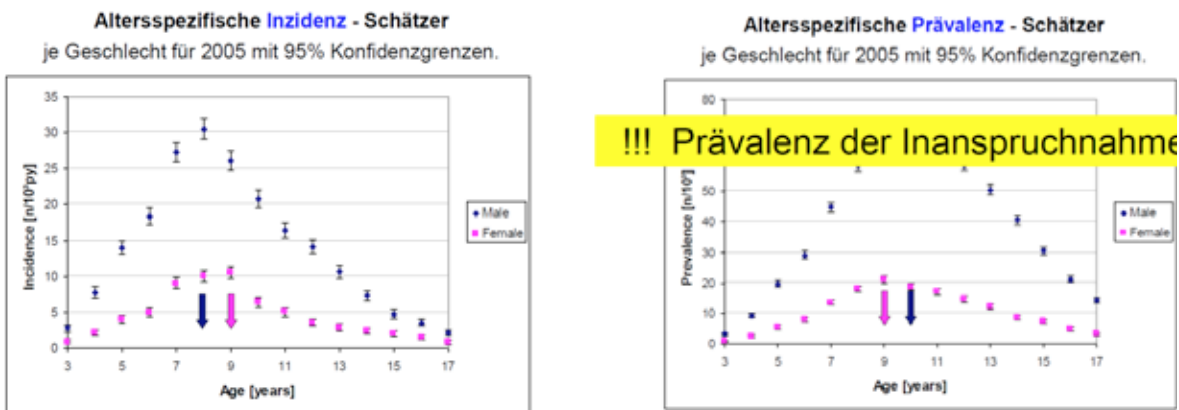 Altersspezifische Inzidenz - Schätzer
je Geschlecht für 2005 mit 95% Konfidenzgrenzen.
35
30
25
20
15
10
5
0
Incidence [n/10³py]
3 5 7 9 11 13 15 17
Age [years]
Male
Female
Altersspezifische Prävalenz - Schätzer
je Geschlecht für 2005 mit 95% Konfidenzgrenzen.
80
!!! Prävalenz der Inanspruchnahme
50
40
30
20
10
0
Prevalence [n/10³]
3 5 7 9 11 13 15 17
Age [years]
Male
Female